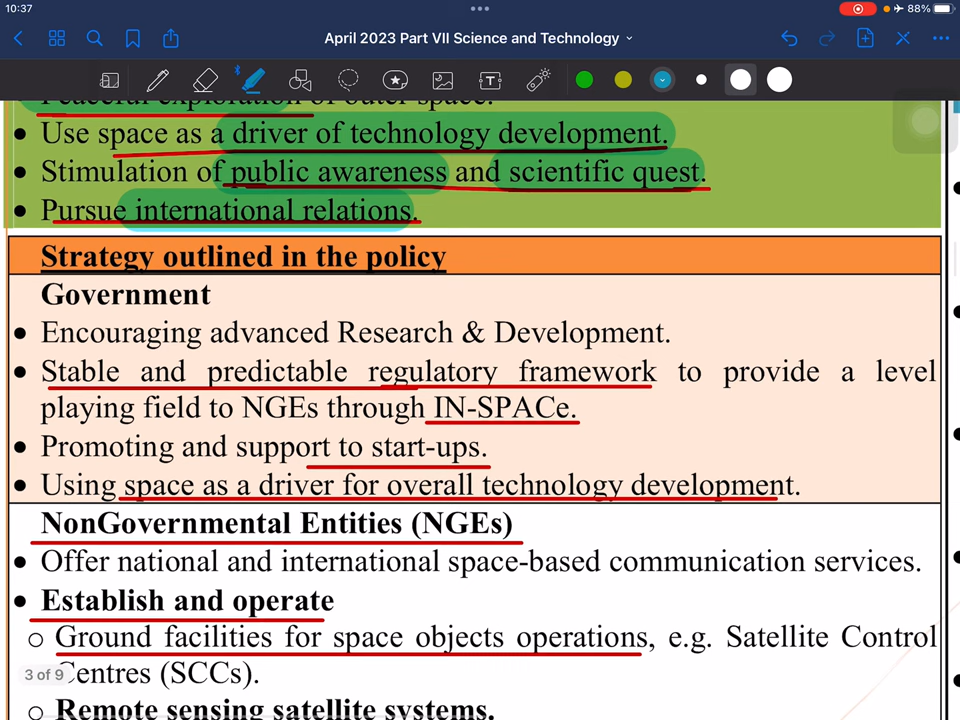 10:37
88%
April 2023 Part VII Science and Technology
Peaceful exploration of outer space.
• Use space as a driver of technology development.
• Stimulation of public awareness and scientific quest.
• Pursue international relations.
Strategy outlined in the policy
Government
• Encouraging advanced Research & Development.
• Stable and predictable regulatory framework to provide a level
playing field to NGEs through IN-SPACe.
• Promoting and support to start-ups.
• Using space as a driver for overall technology development.
NonGovernmental Entities (NGEs)
• Offer national and international space-based communication services.
• Establish and operate
o Ground facilities for space objects operations, e.g. Satellite Control
Centres (SCCs).
3 of 9
o Remote sensing satellite systems.